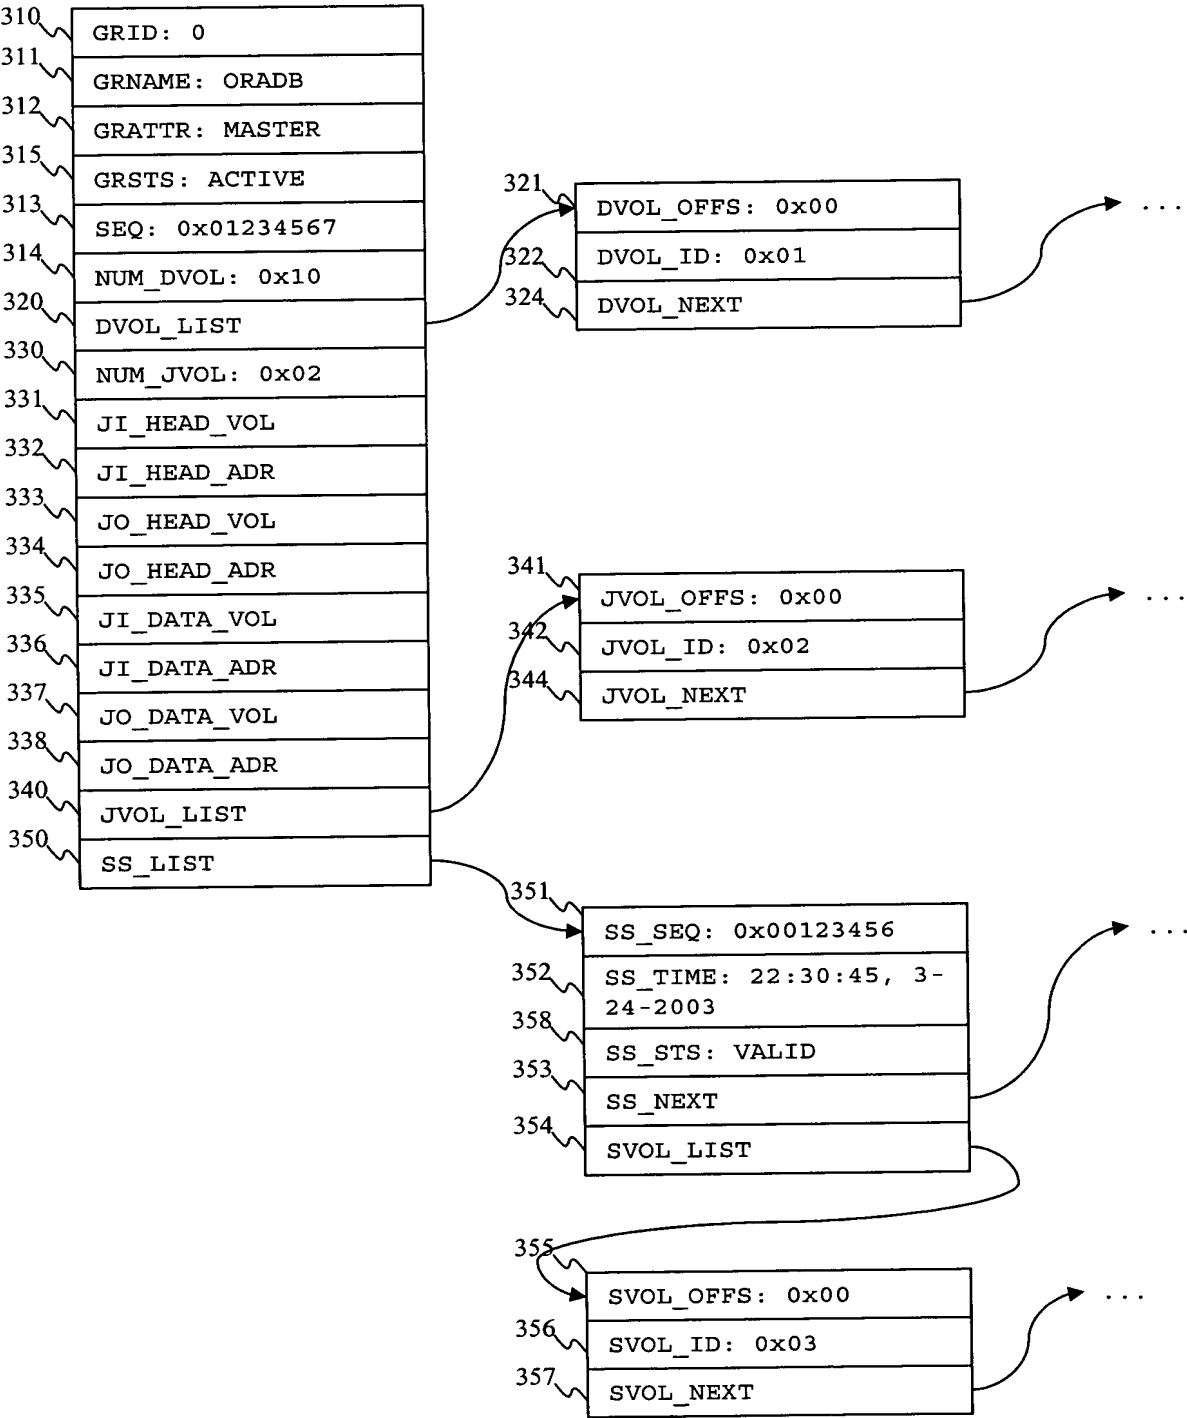 310 GRID: 0
311 GRNAME: ORADB
312 GRATTR: MASTER
315 GRSTS: ACTIVE
313 SEQ: 0x01234567
314 NUM_DVOL: 0x10
320 DVOL_LIST
330 NUM_JVOL: 0x02
331 JI_HEAD_VOL
332 JI_HEAD_ADR
333 JO_HEAD_VOL
334 JO_HEAD_ADR
335 JI_DATA_VOL
336 JI_DATA_ADR
337 JO_DATA_VOL
338 JO_DATA_ADR
340 JVOL_LIST
350 SS_LIST
321 DVOL_OFFS: 0x00
...
322 DVOL_ID: 0x01
324 DVOL_NEXT
341 JVOL_OFFS: 0x00
...
342 JVOL_ID: 0x02
344 JVOL_NEXT
351 SS_SEQ: 0x00123456
...
352 SS_TIME: 22:30:45, 3-
24-2003
358 SS_STS: VALID
353 SS_NEXT
354 SVOL_LIST
355 SVOL_OFFS: 0x00
...
356 SVOL_ID: 0x03
357 SVOL_NEXT